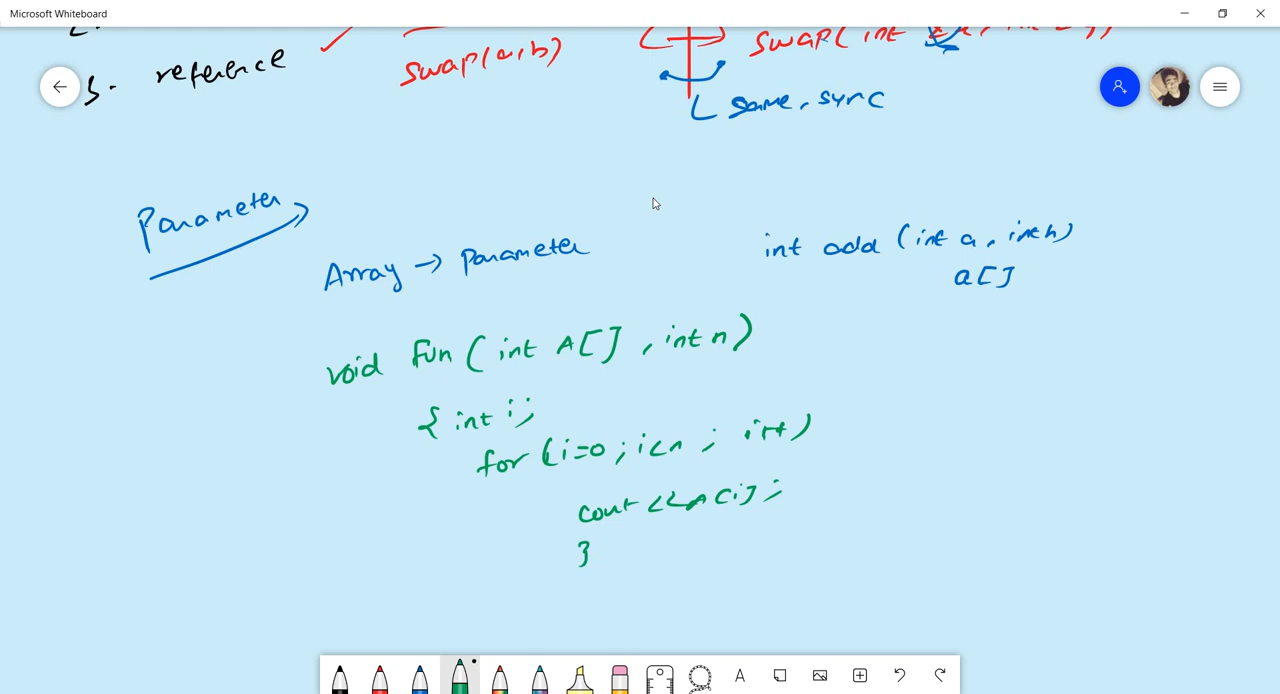 Microsoft Whiteboard
3. reference
swap(a,b)
swap(int
same, sync
Parameter
Array → parameter
int add (int a, int b)
a[]
void fun (int A[], int n)
{ int i;
for (i=0; i<n; i++)
cout<<A[i];
}
A